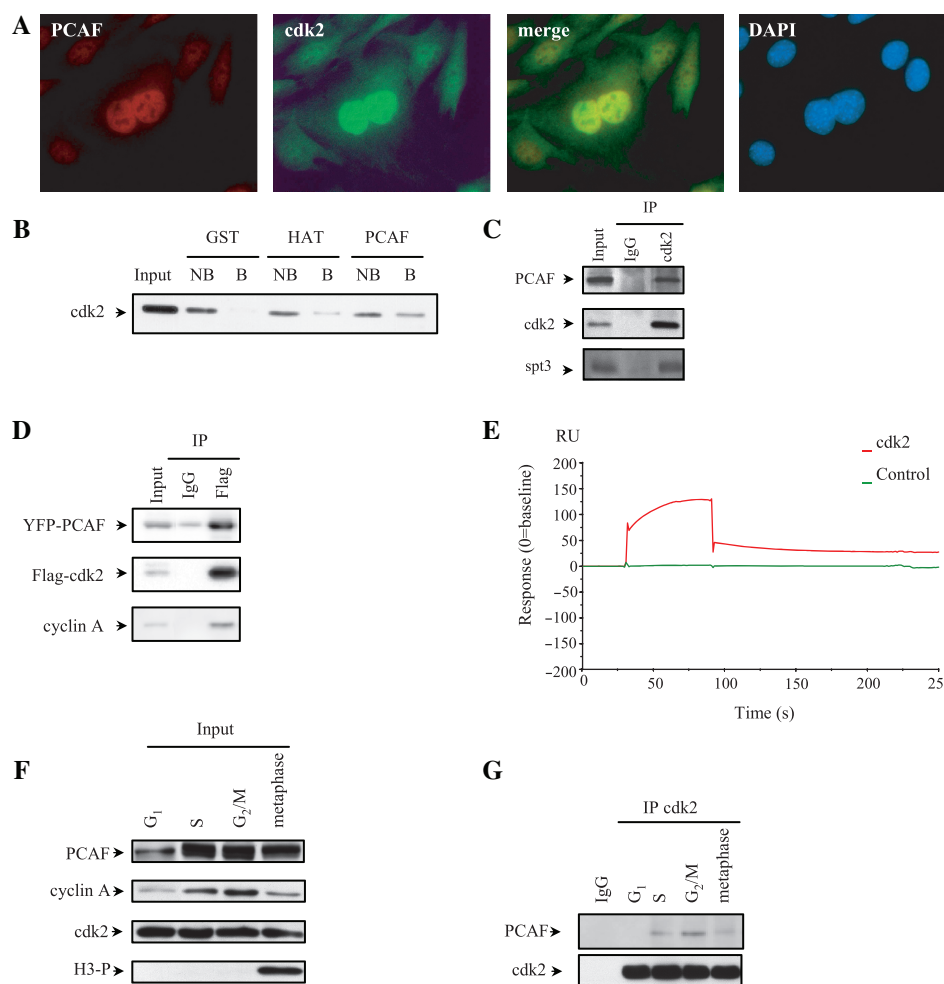 A
PCAF
cdk2
merge
DAPI
B
GST
HAT
PCAF
Input
NB
B
NB
B
NB
B
cdk2
C
IP
Input
IgG
cdk2
PCAF
cdk2
spt3
D
IP
Input
IgG
Flag
YFP-PCAF
Flag-cdk2
cyclin A
E
RU
cdk2
Control
Response (0=baseline)
200
150
100
50
0
−50
−100
−150
−200
0
50
100
150
200
25
Time (s)
F
Input
G1
S
G2/M
metaphase
PCAF
cyclin A
cdk2
H3-P
G
IP cdk2
IgG
G1
S
G2/M
metaphase
PCAF
cdk2